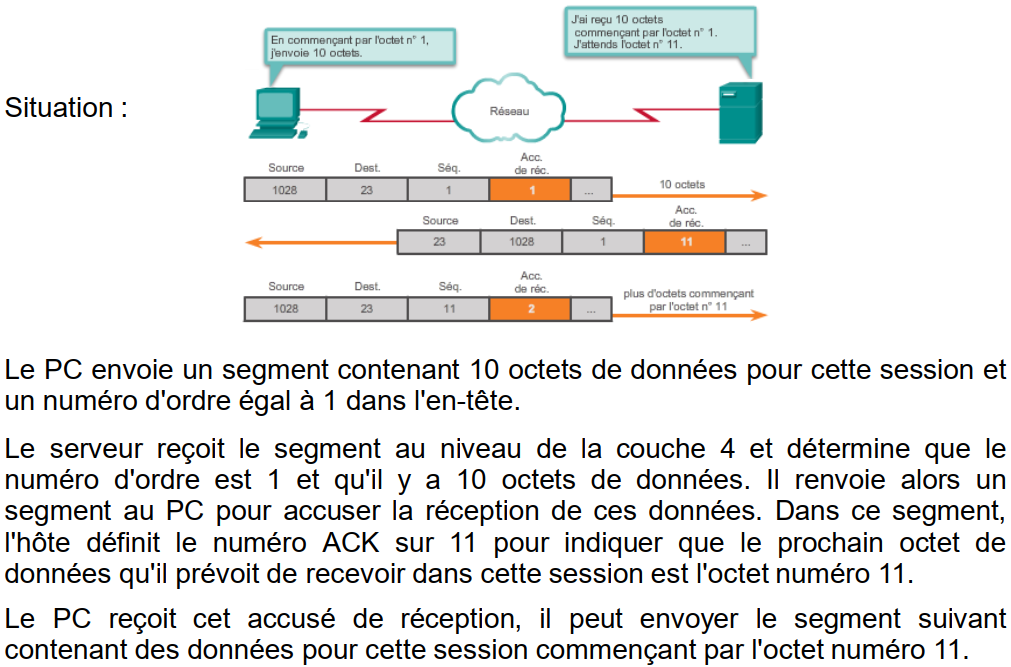 En commençant par l'octet n° 1,
j'envoie 10 octets.
J'ai reçu 10 octets
commençant par l'octet n° 1.
J'attends l'octet n° 11.
Situation :
Réseau
Source Dest. Séq. Acc. de réc.
1028 23 1 1 ... 10 octets
Source Dest. Séq. Acc. de réc.
23 1028 1 11 ...
Source Dest. Séq. Acc. de réc.
1028 23 11 2 ... plus d'octets commençant
par l'octet n° 11
Le PC envoie un segment contenant 10 octets de données pour cette session et
un numéro d'ordre égal à 1 dans l'en-tête.
Le serveur reçoit le segment au niveau de la couche 4 et détermine que le
numéro d'ordre est 1 et qu'il y a 10 octets de données. Il renvoie alors un
segment au PC pour accuser la réception de ces données. Dans ce segment,
l'hôte définit le numéro ACK sur 11 pour indiquer que le prochain octet de
données qu'il prévoit de recevoir dans cette session est l'octet numéro 11.
Le PC reçoit cet accusé de réception, il peut envoyer le segment suivant
contenant des données pour cette session commençant par l'octet numéro 11.